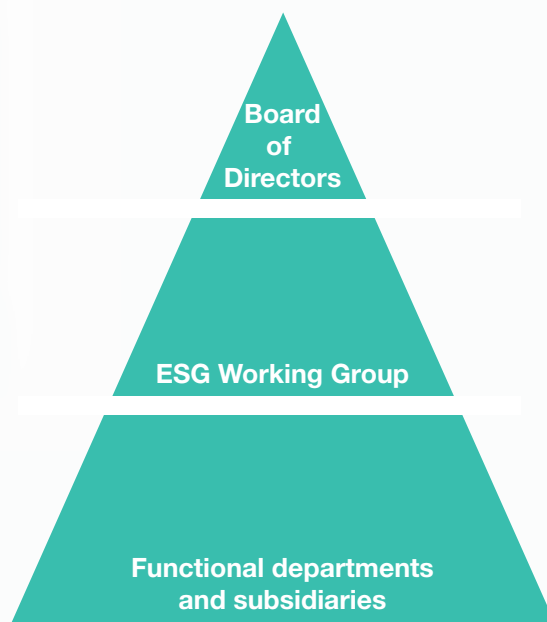 Board
of
Directors
ESG Working Group
Functional departments
and subsidiaries